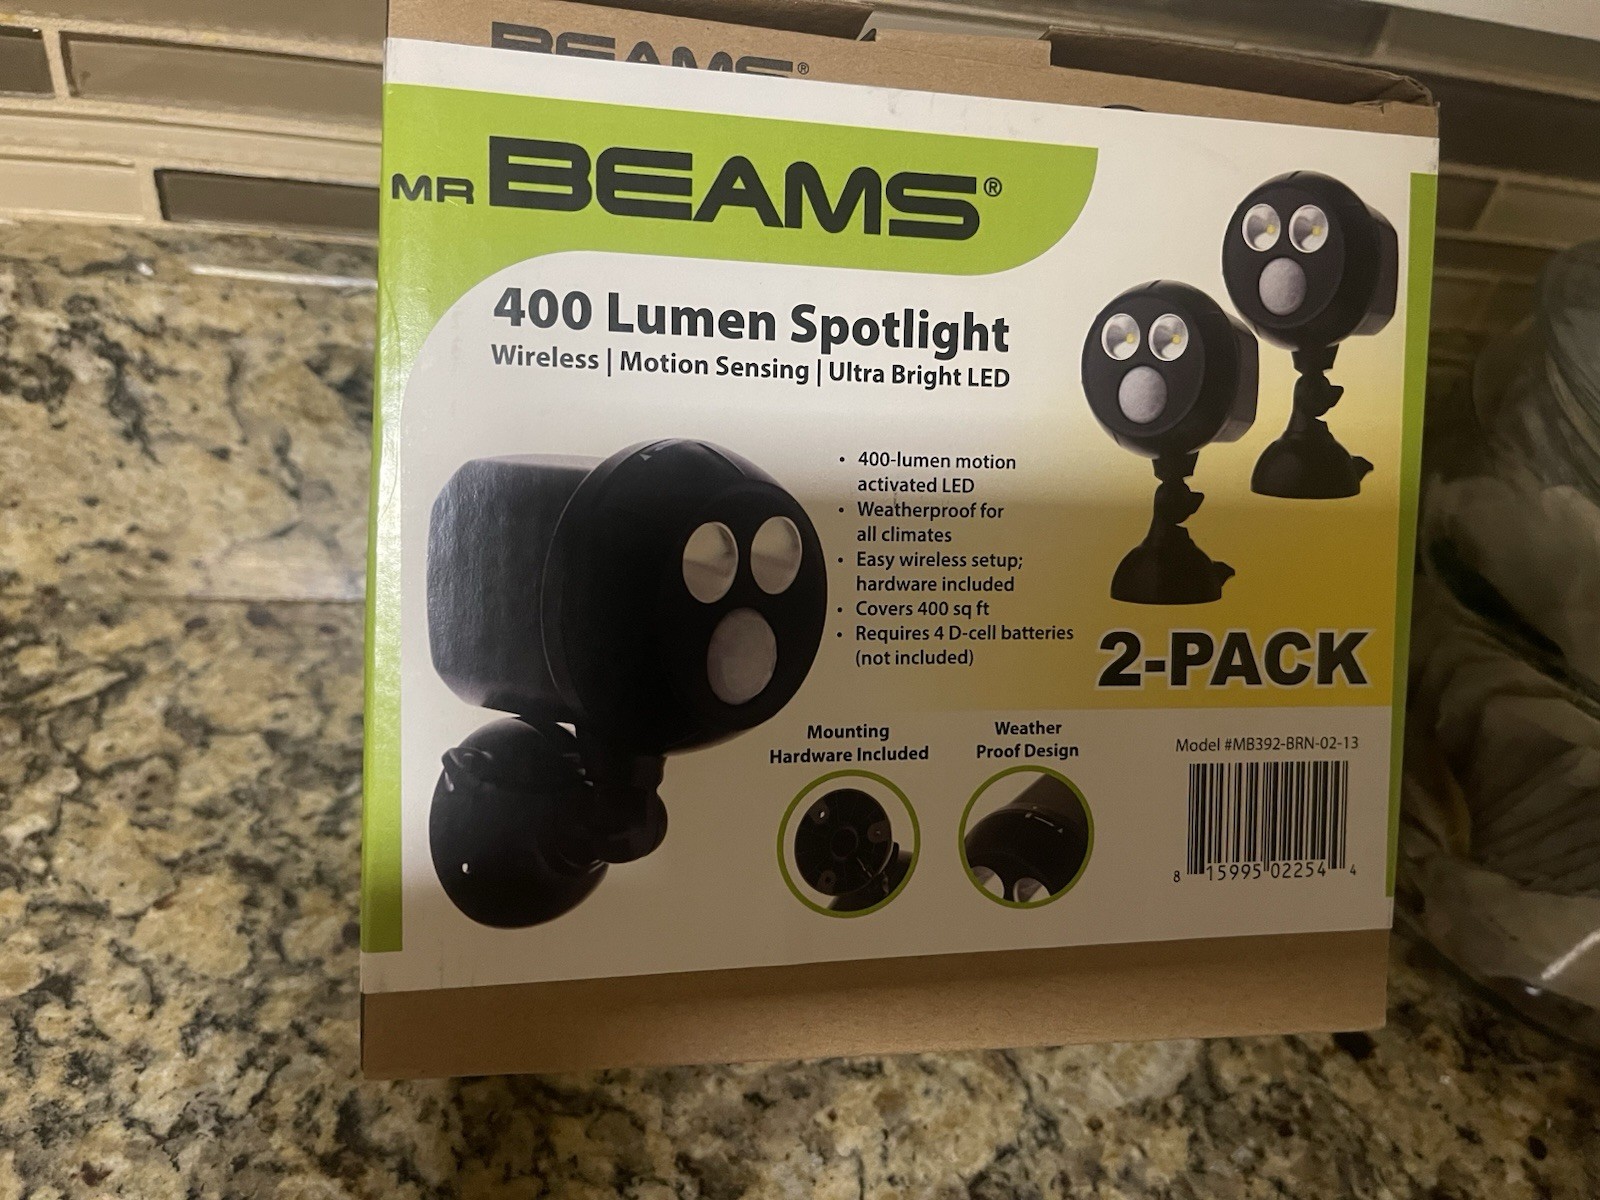 BEAMS®
MR BEAMS®
400 Lumen Spotlight
Wireless | Motion Sensing | Ultra Bright LED
• 400-lumen motion
activated LED
• Weatherproof for
all climates
• Easy wireless setup;
hardware included
• Covers 400 sq ft
• Requires 4 D-cell batteries
(not included)
2-PACK
Mounting
Hardware Included
Weather
Proof Design
Model #MB392-BRN-02-13
8 15995 02254 4